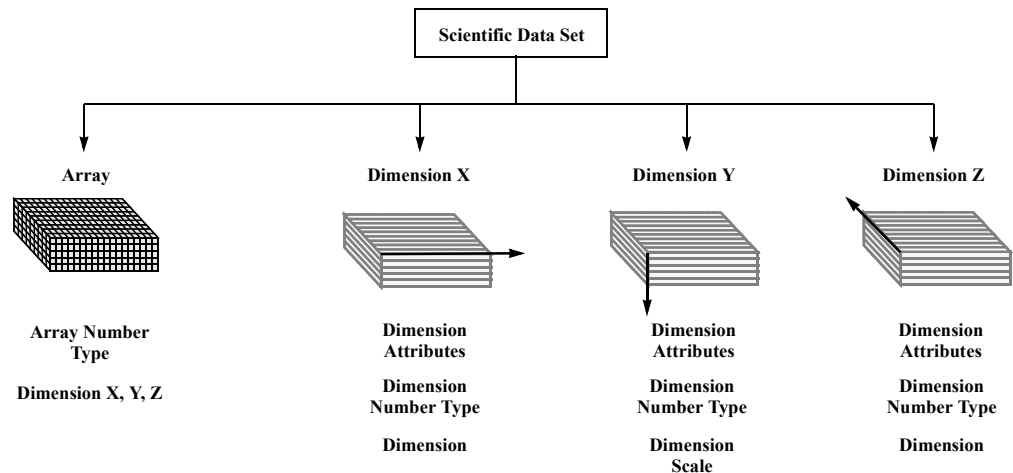 Scientific Data Set
Array
Dimension X
Dimension Y
Dimension Z
Array Number
Type
Dimension X, Y, Z
Dimension
Attributes
Dimension
Number Type
Dimension
Dimension
Attributes
Dimension
Number Type
Dimension
Scale
Dimension
Attributes
Dimension
Number Type
Dimension